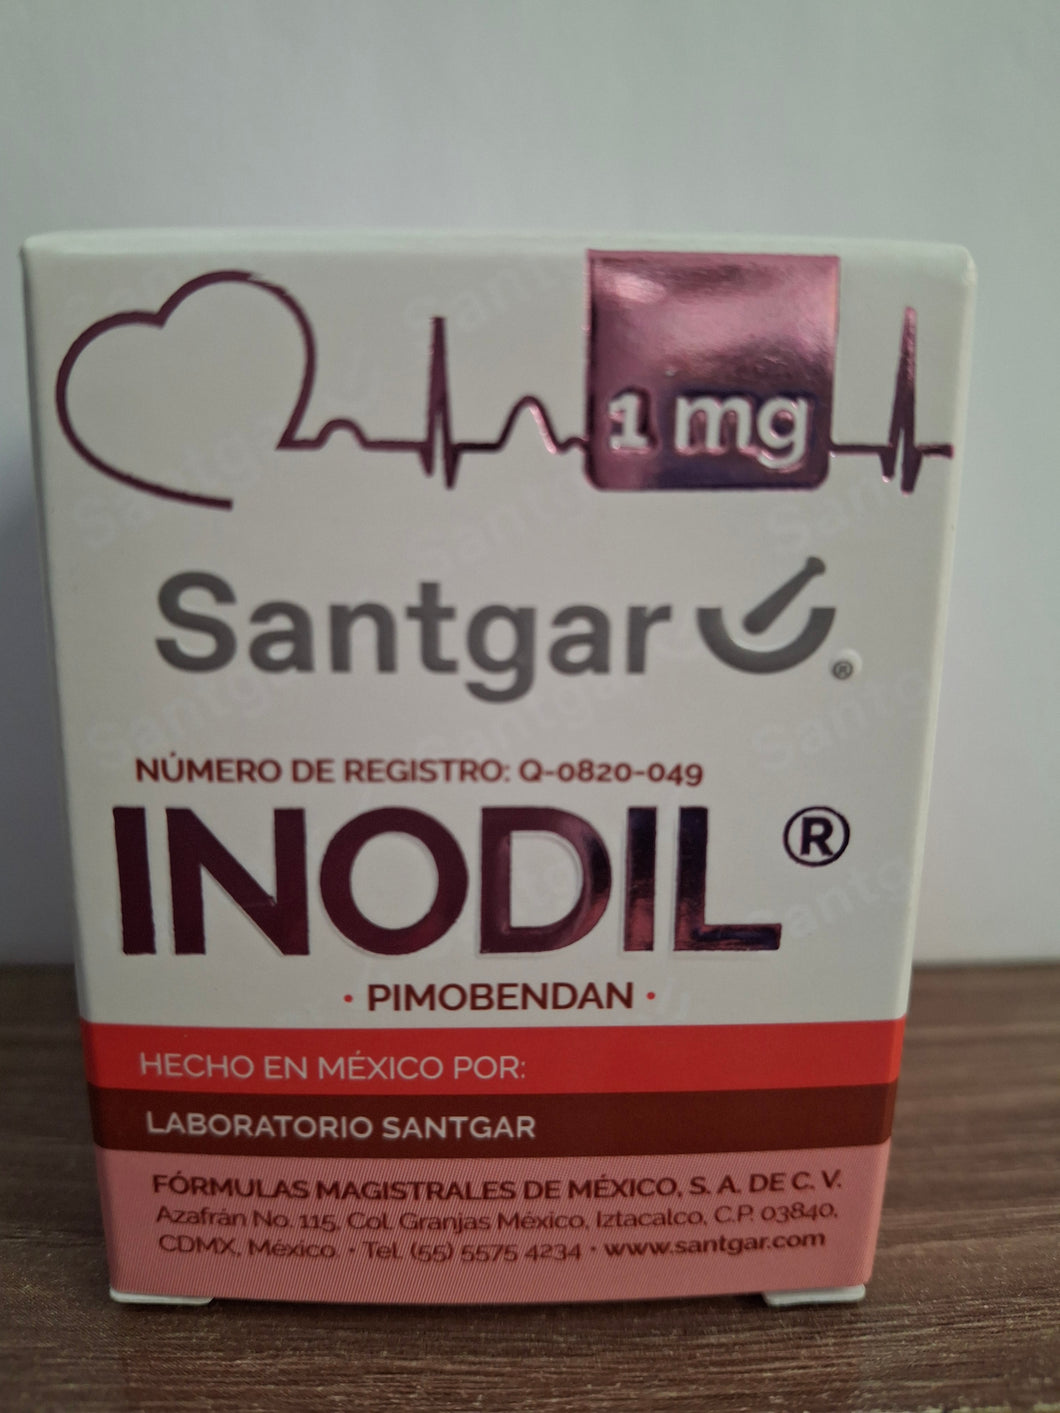 1 mg
Santgar ®
NÚMERO DE REGISTRO: Q-0820-049
INODIL ®
· PIMOBENDAN ·
HECHO EN MÉXICO POR:
LABORATORIO SANTGAR
FÓRMULAS MAGISTRALES DE MÉXICO, S. A. DE C. V.
Azafrán No. 115, Col. Granjas México, Iztacalco, C.P. 03840,
CDMX, México. · Tel. (55) 5575 4234 · www.santgar.com